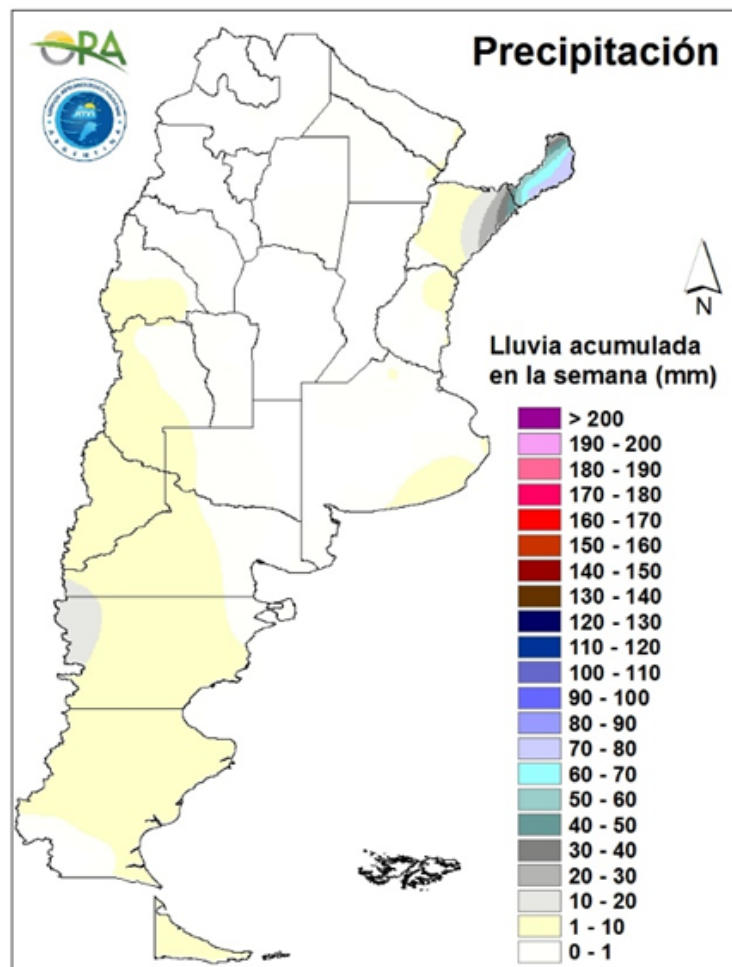 ORA
Precipitación
SMN
ARGENTINA
N
Lluvia acumulada
en la semana (mm)
> 200
190 - 200
180 - 190
170 - 180
160 - 170
150 - 160
140 - 150
130 - 140
120 - 130
110 - 120
100 - 110
90 - 100
80 - 90
70 - 80
60 - 70
50 - 60
40 - 50
30 - 40
20 - 30
10 - 20
1 - 10
0 - 1